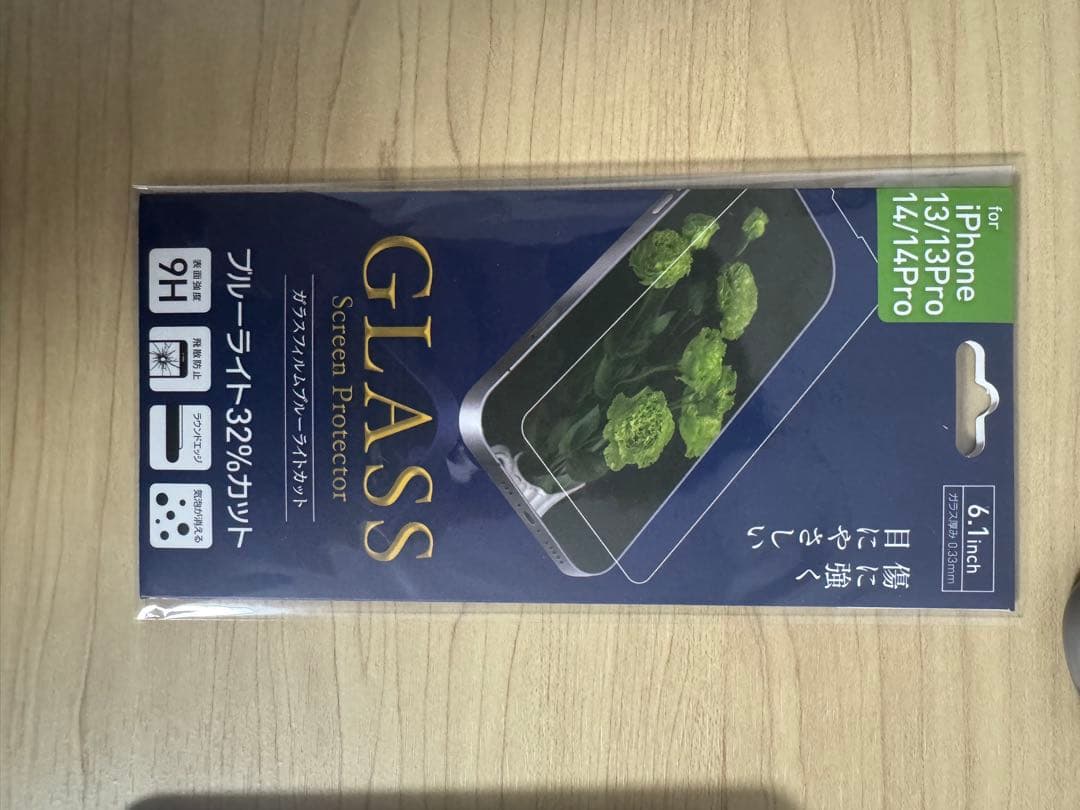 for
iPhone
13/13Pro
14/14Pro
6.1inch
ガラス厚み 0.33mm
傷に強く
目にやさしい
GLASS
Screen Protector
ガラスフィルムブルーライトカット
ブルーライト32%カット
表面強度
9H
飛散防止
ラウンドエッジ
気泡が消える